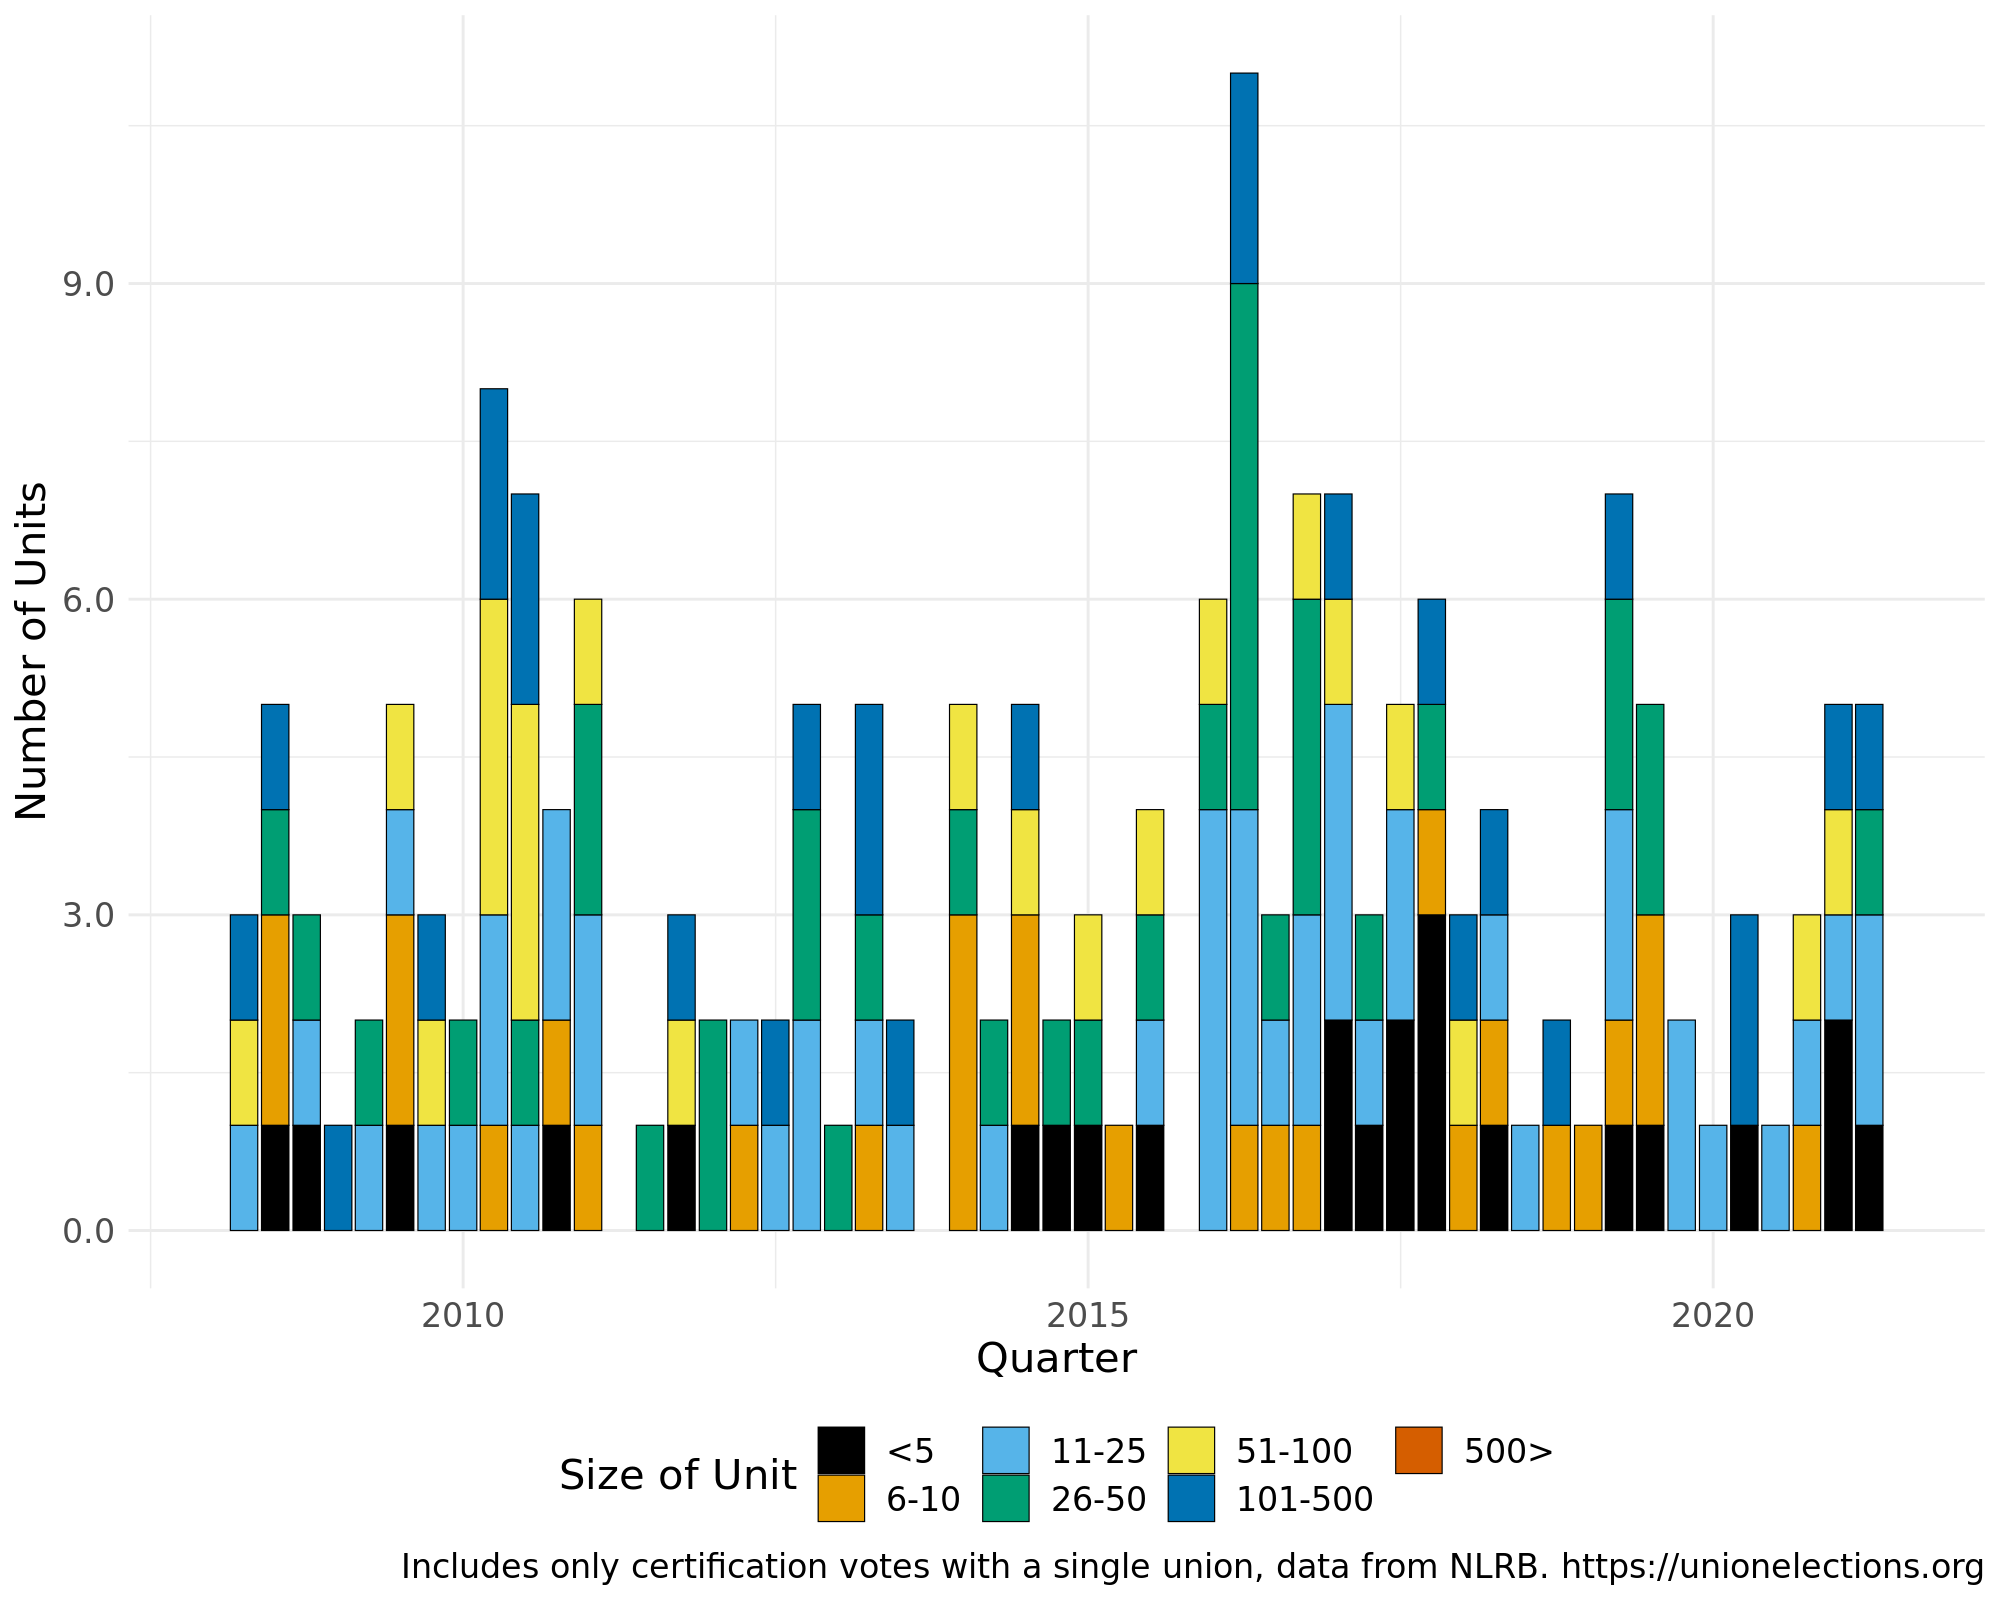 Number of Units
9.0
6.0
3.0
0.0
2010 2015 2020
Quarter
Size of Unit
<5 11-25 51-100 500>
6-10 26-50 101-500
Includes only certification votes with a single union, data from NLRB. https://unionelections.org